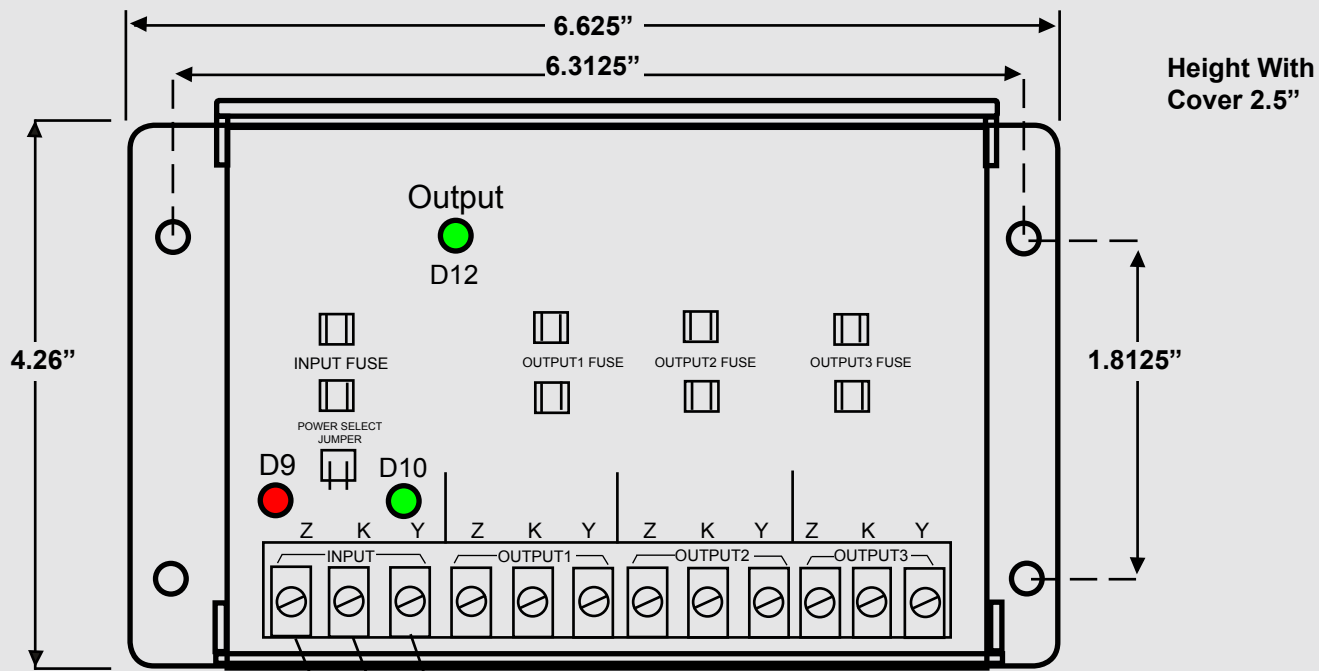 6.625”
6.3125”
Height With
Cover 2.5”
Output
D12
4.26”
INPUT FUSE
OUTPUT1 FUSE
OUTPUT2 FUSE
OUTPUT3 FUSE
1.8125”
POWER SELECT
JUMPER
D9
D10
Z K Y Z K Y Z K Y Z K Y
INPUT OUTPUT1 OUTPUT2 OUTPUT3